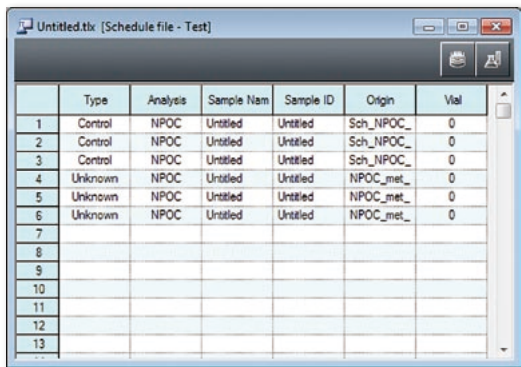 Untitled.tlx [Schedule file - Test]
Type Analysis Sample Nam Sample ID Origin Vial
1 Control NPOC Untitled Untitled Sch_NPOC_ 0
2 Control NPOC Untitled Untitled Sch_NPOC_ 0
3 Control NPOC Untitled Untitled Sch_NPOC_ 0
4 Unknown NPOC Untitled Untitled NPOC_met_ 0
5 Unknown NPOC Untitled Untitled NPOC_met_ 0
6 Unknown NPOC Untitled Untitled NPOC_met_ 0
7
8
9
10
11
12
13